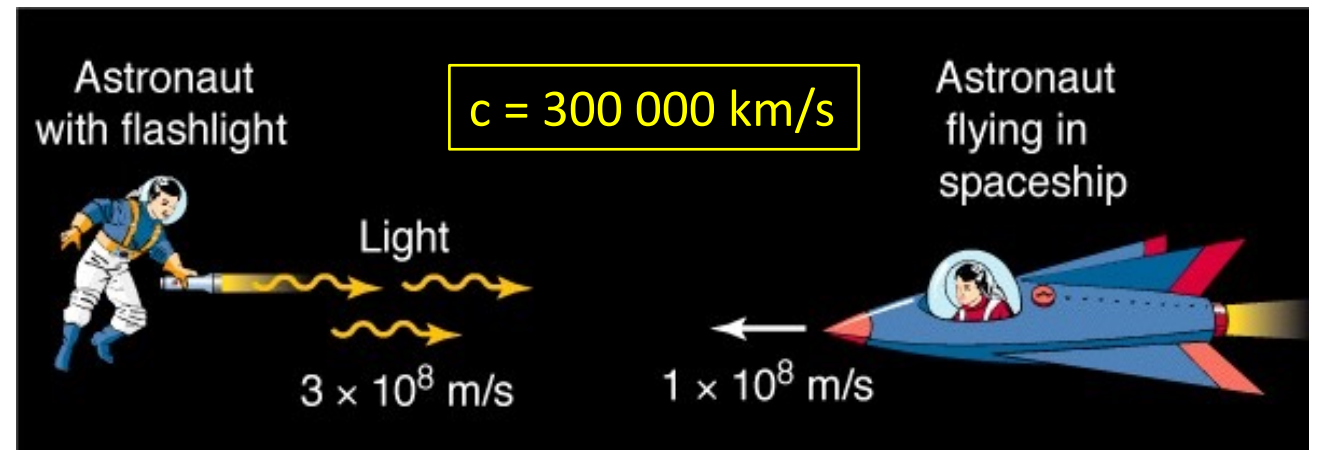 Astronaut
with flashlight
c = 300 000 km/s
Astronaut
flying in
spaceship
Light
3 × 10⁸ m/s
1 × 10⁸ m/s